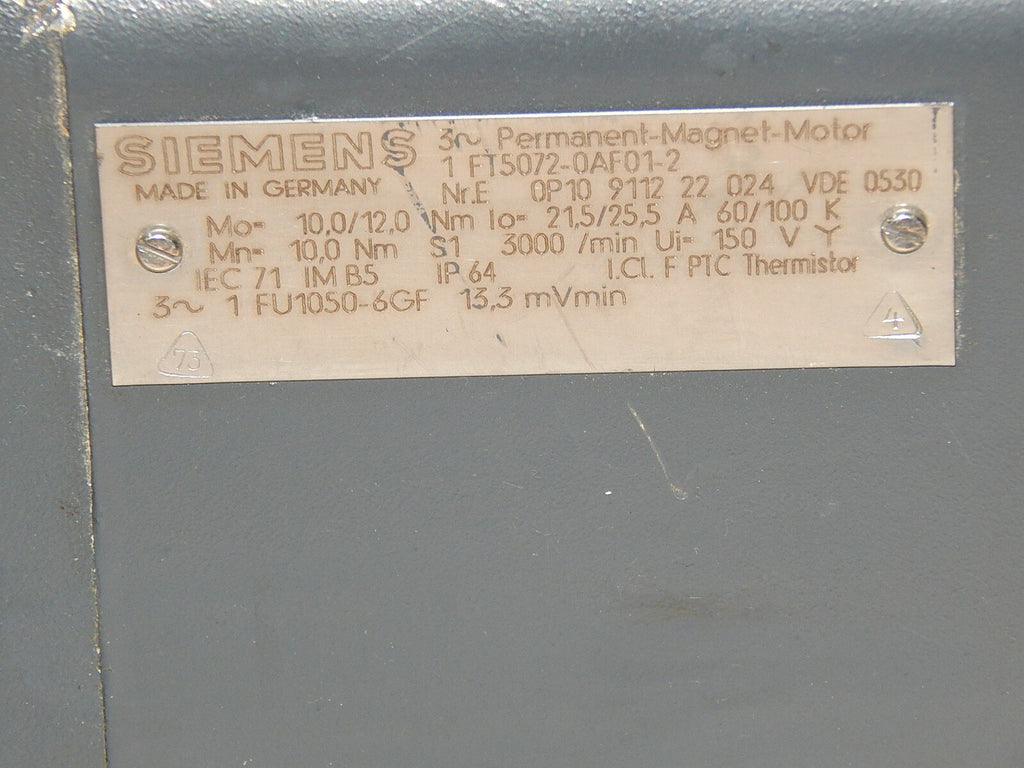 SIEMENS 3~ Permanent-Magnet-Motor
1 FT5072-0AF01-2
MADE IN GERMANY Nr.E 0P10 9112 22 024 VDE 0530
Mo= 10,0/12,0 Nm Io= 21,5/25,5 A 60/100 K
Mn= 10,0 Nm S1 3000 /min Ui= 150 V Y
IEC 71 IM B5 IP 64 I.Cl. F PTC Thermistor
3~ 1 FU1050-6GF 13,3 mVmin
73
4